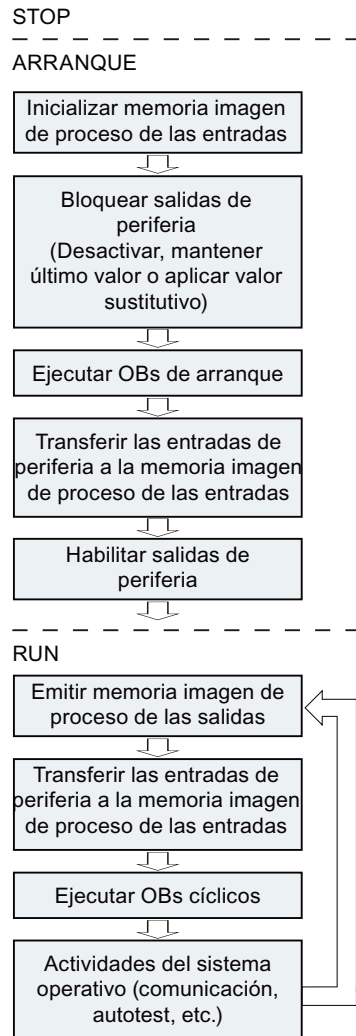 STOP
ARRANQUE
Inicializar memoria imagen
de proceso de las entradas
Bloquear salidas de
periferia
(Desactivar, mantener
último valor o aplicar valor
sustitutivo)
Ejecutar OBs de arranque
Transferir las entradas de
periferia a la memoria imagen
de proceso de las entradas
Habilitar salidas de
periferia
RUN
Emitir memoria imagen de
proceso de las salidas
Transferir las entradas de
periferia a la memoria imagen
de proceso de las entradas
Ejecutar OBs cíclicos
Actividades del sistema
operativo (comunicación,
autotest, etc.)